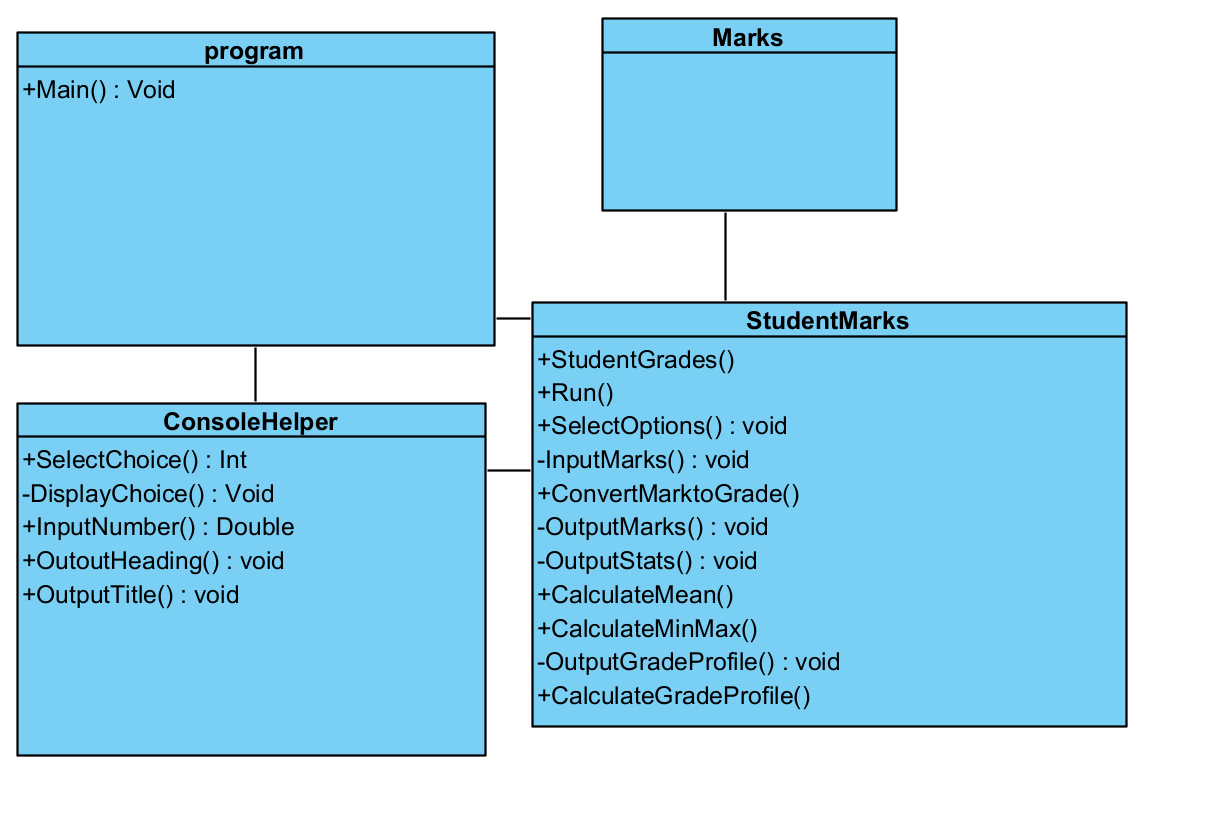 program
+Main() : Void
Marks
ConsoleHelper
+SelectChoice() : Int
-DisplayChoice() : Void
+InputNumber() : Double
+OutoutHeading() : void
+OutputTitle() : void
StudentMarks
+StudentGrades()
+Run()
+SelectOptions() : void
-InputMarks() : void
+ConvertMarktoGrade()
-OutputMarks() : void
-OutputStats() : void
+CalculateMean()
+CalculateMinMax()
-OutputGradeProfile() : void
+CalculateGradeProfile()